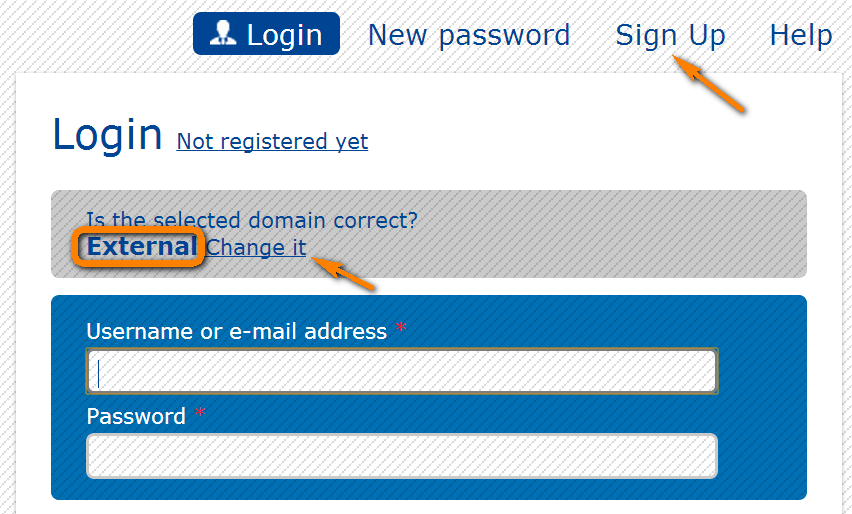 Login New password Sign Up Help
Login Not registered yet
Is the selected domain correct?
External Change it
Username or e-mail address *
Password *